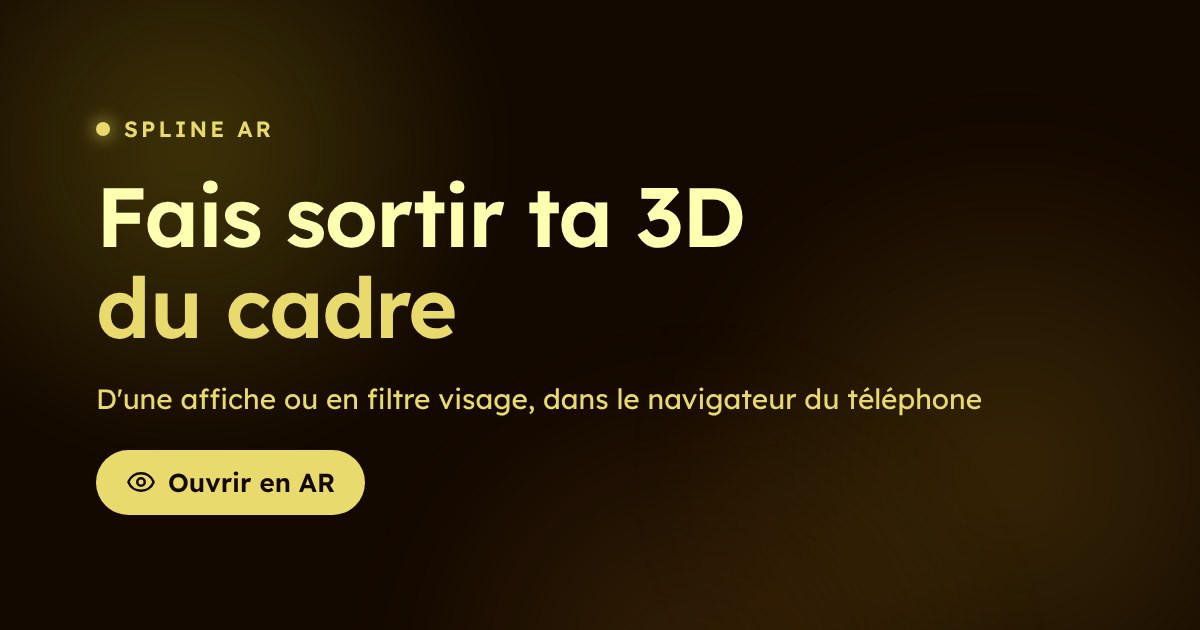 SPLINE AR
Fais sortir ta 3D
du cadre
D'une affiche ou en filtre visage, dans le navigateur du téléphone
Ouvrir en AR